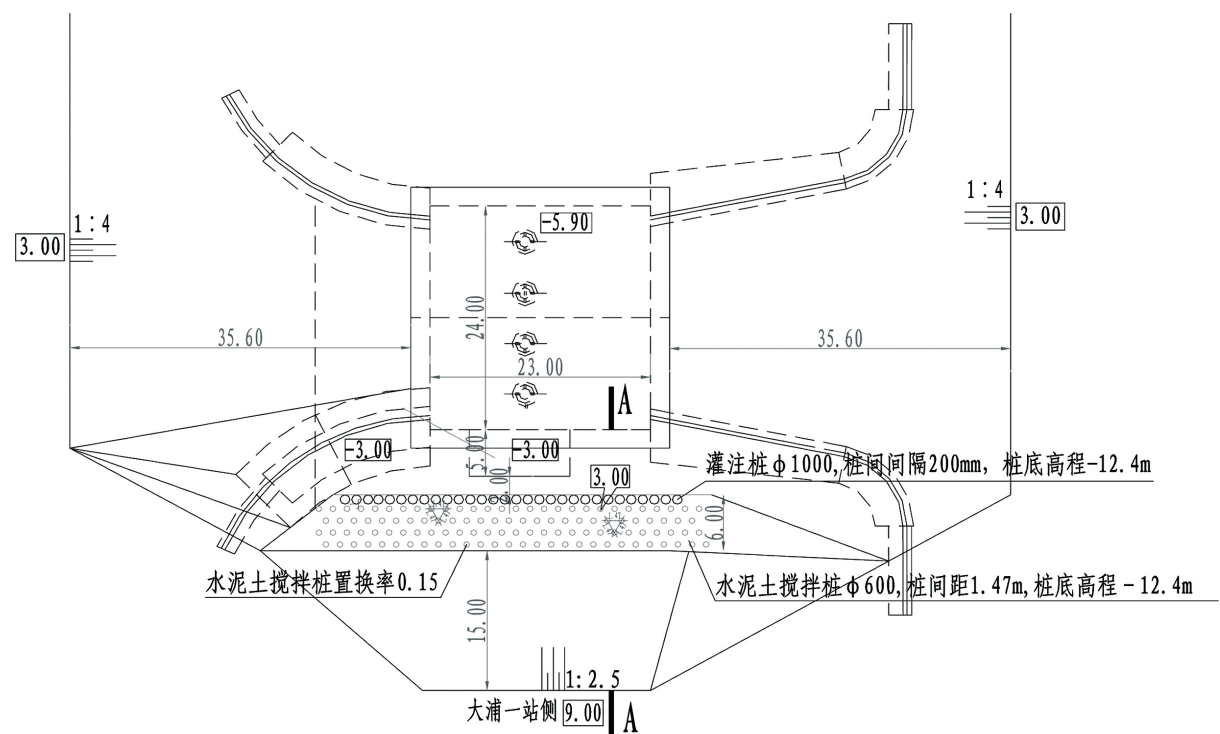 1:4
3.00
1:4
3.00
-5.90
24.00
35.60
23.00
35.60
A
-3.00
5.00
-3.00
灌注桩φ1000,桩间间隔200mm，桩底高程-12.4m
3.00
6.00
水泥土搅拌桩置换率0.15
水泥土搅拌桩φ600,桩间距1.47m,桩底高程-12.4m
15.00
1:2.5
大浦一站侧 9.00
A